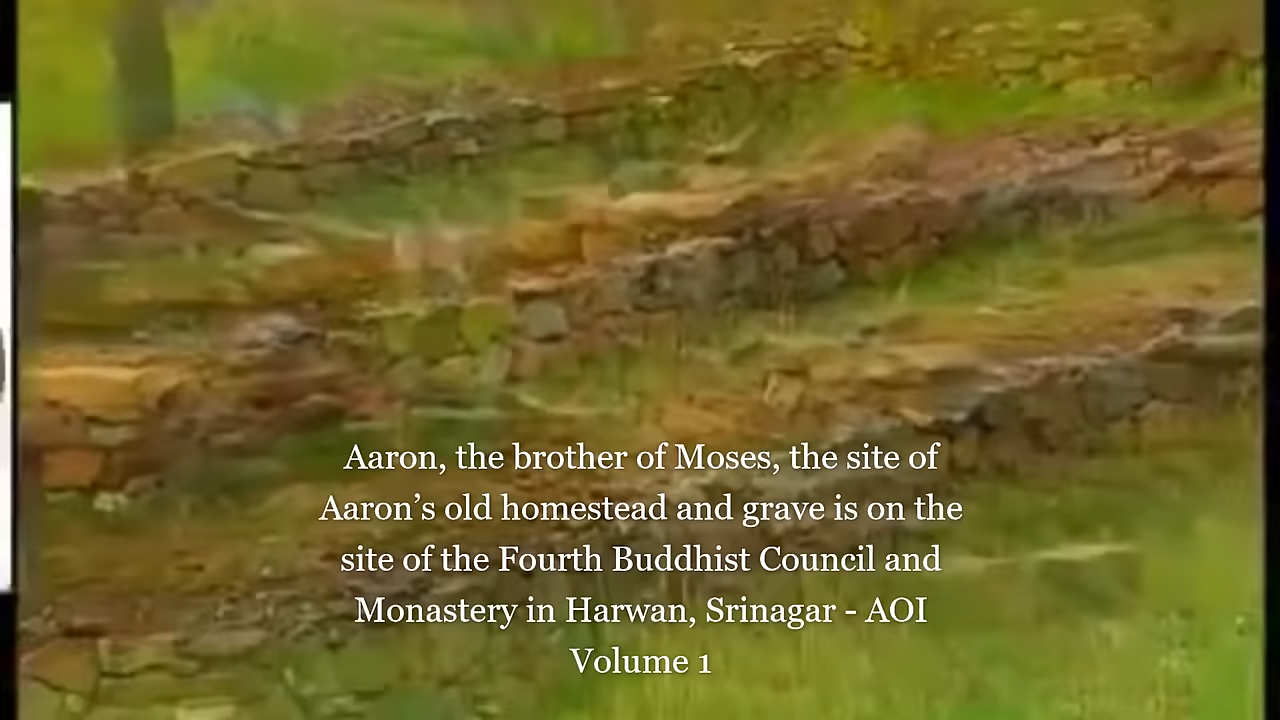 Aaron, the brother of Moses, the site of
Aaron’s old homestead and grave is on the
site of the Fourth Buddhist Council and
Monastery in Harwan, Srinagar - AOI
Volume 1